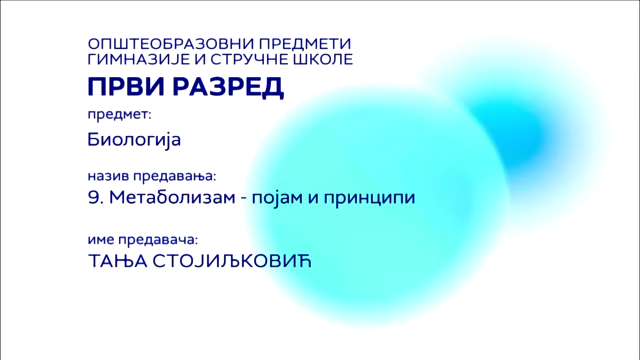 ОПШТЕОБРАЗОВНИ ПРЕДМЕТИ
ГИМНАЗИЈЕ И СТРУЧНЕ ШКОЛЕ
ПРВИ РАЗРЕД
предмет:
Биологија
назив предавања:
9. Метаболизам - појам и принципи
име предавача:
ТАЊА СТОЈИЉКОВИЋ